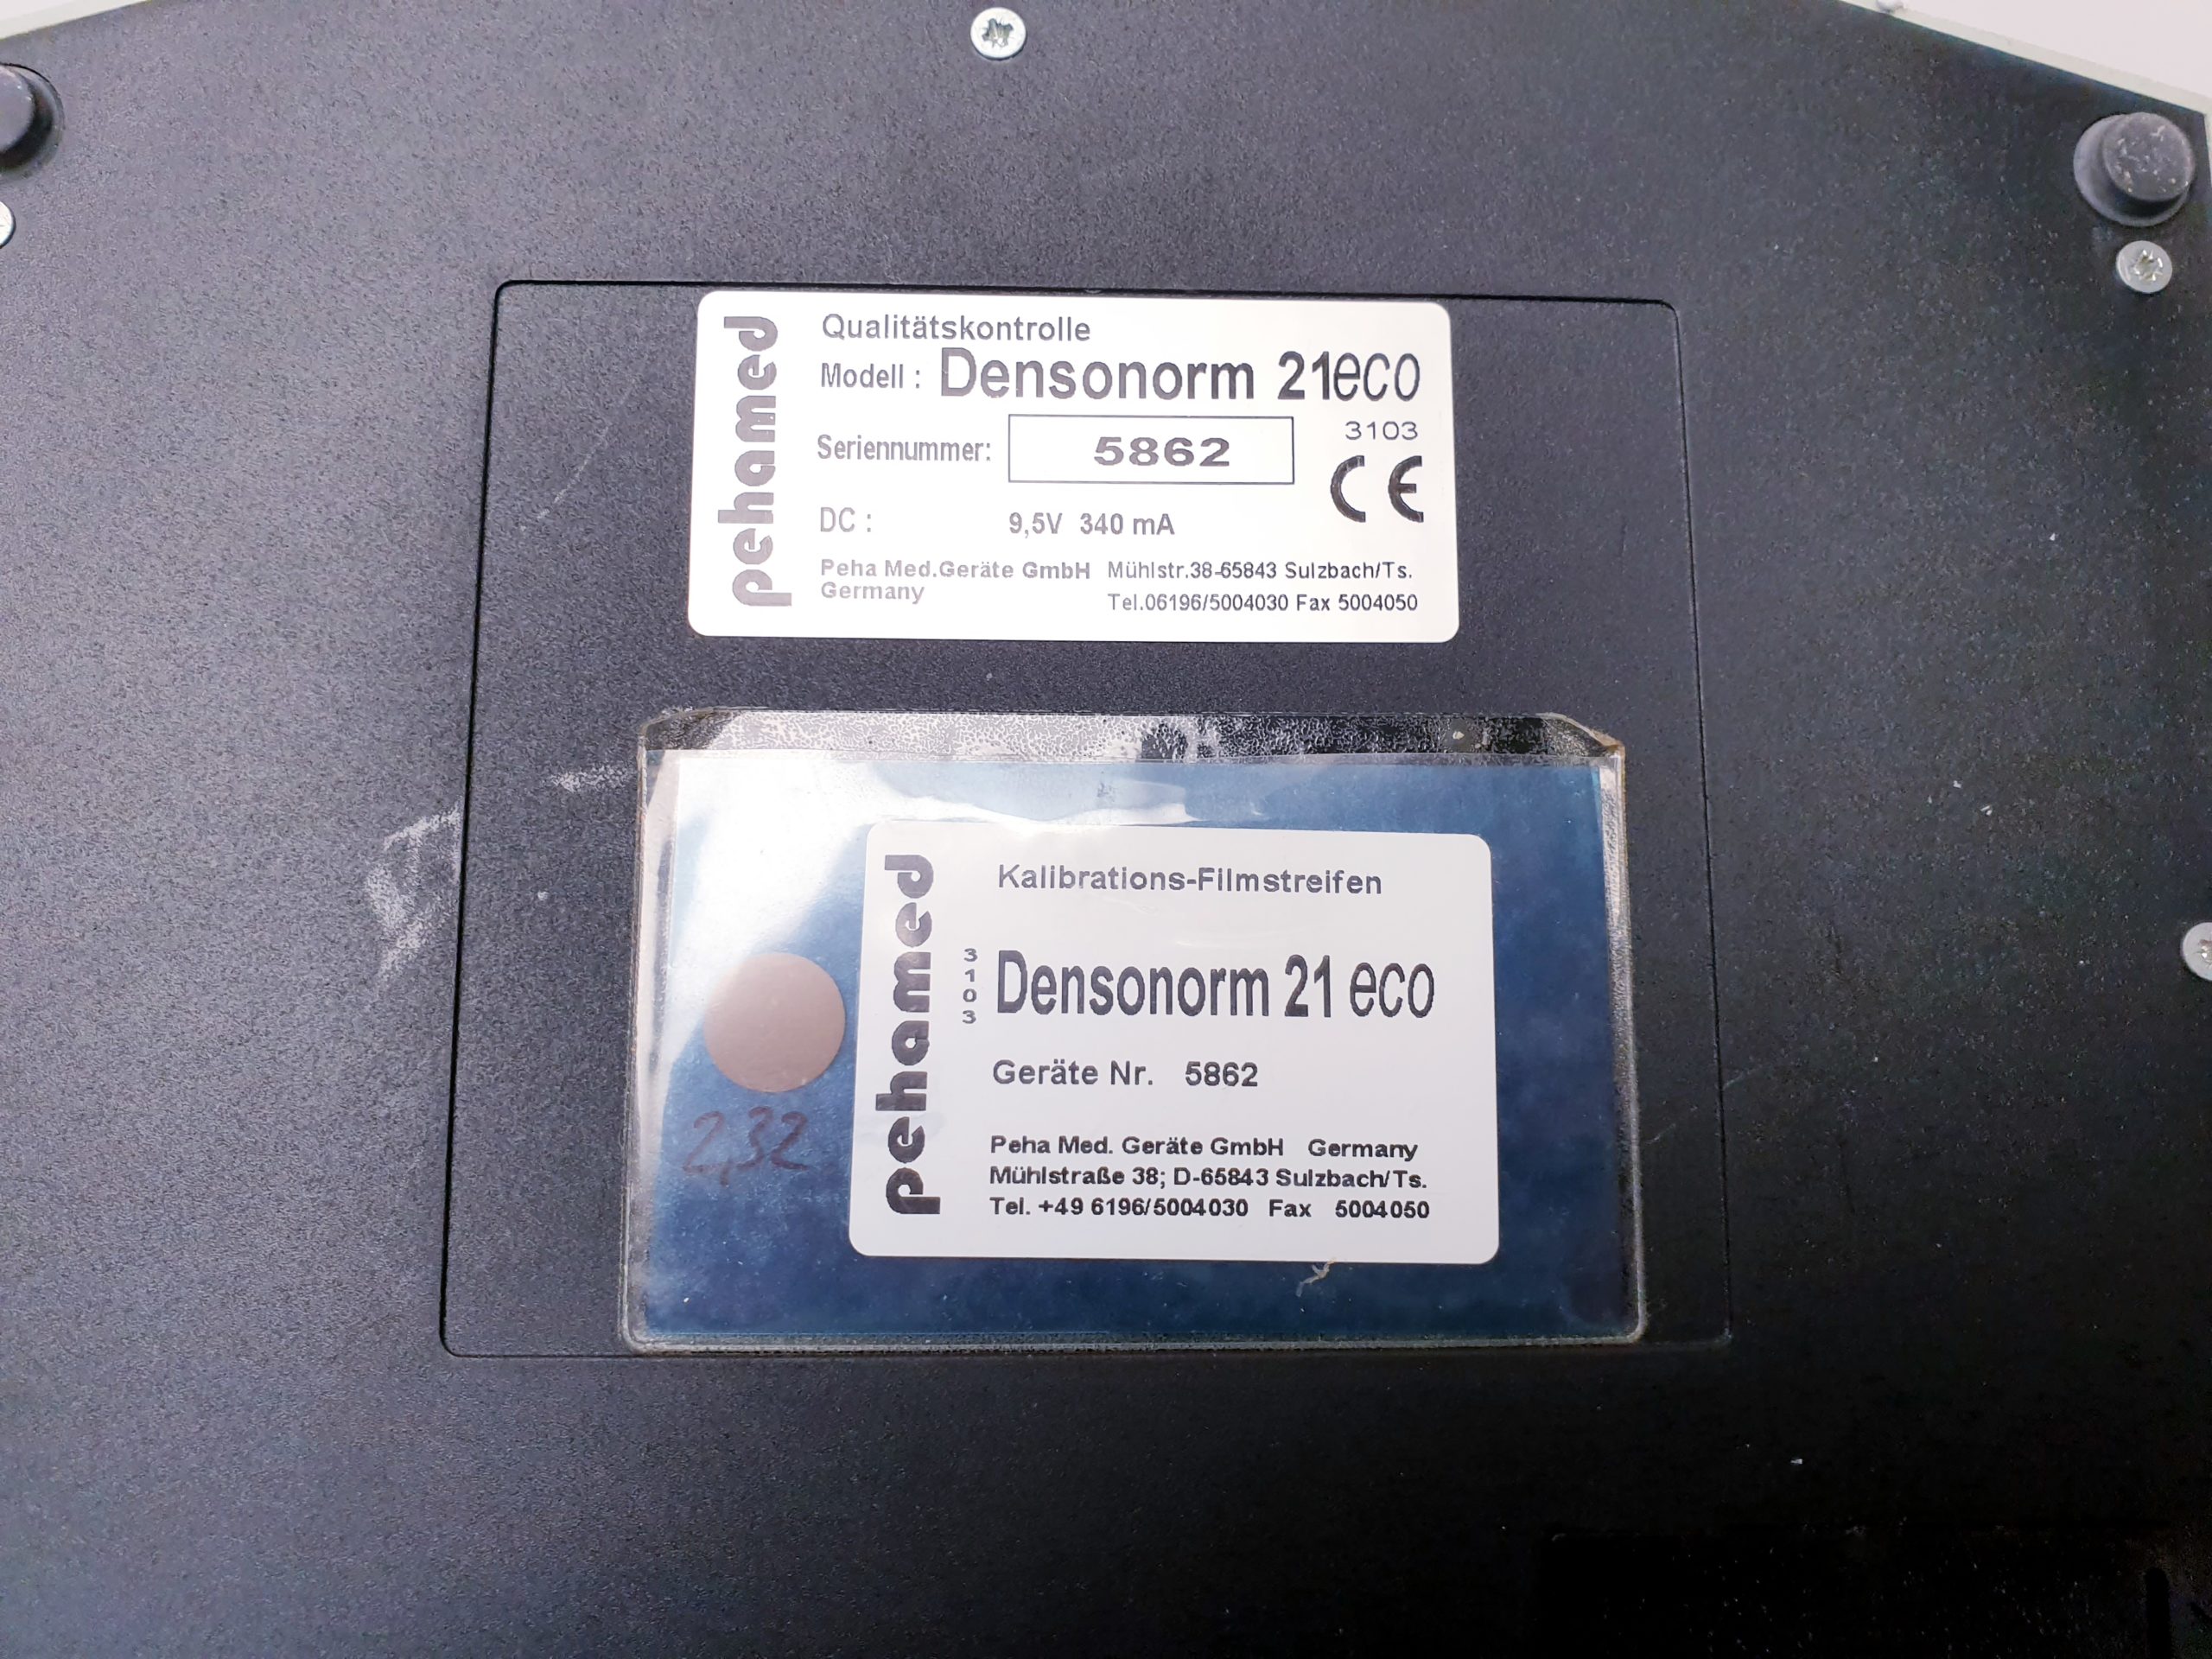 pehamed
Qualitätskontrolle
Modell : Densonorm 21eco
Seriennummer: 5862
3103
CE
DC : 9,5V 340 mA
Peha Med.Geräte GmbH Mühlstr.38-65843 Sulzbach/Ts.
Germany Tel.06196/5004030 Fax 5004050
pehamed
Kalibrations-Filmstreifen
3103
Densonorm 21 eco
Geräte Nr. 5862
Peha Med. Geräte GmbH Germany
Mühlstraße 38; D-65843 Sulzbach/Ts.
Tel. +49 6196/5004030 Fax 5004050
2,32